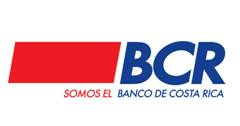 BCR
SOMOS EL BANCO DE COSTA RICA